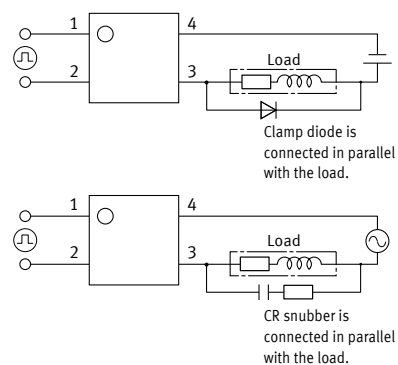 1
4
2
3
Load
Clamp diode is
connected in parallel
with the load.
1
4
2
3
Load
CR snubber is
connected in parallel
with the load.